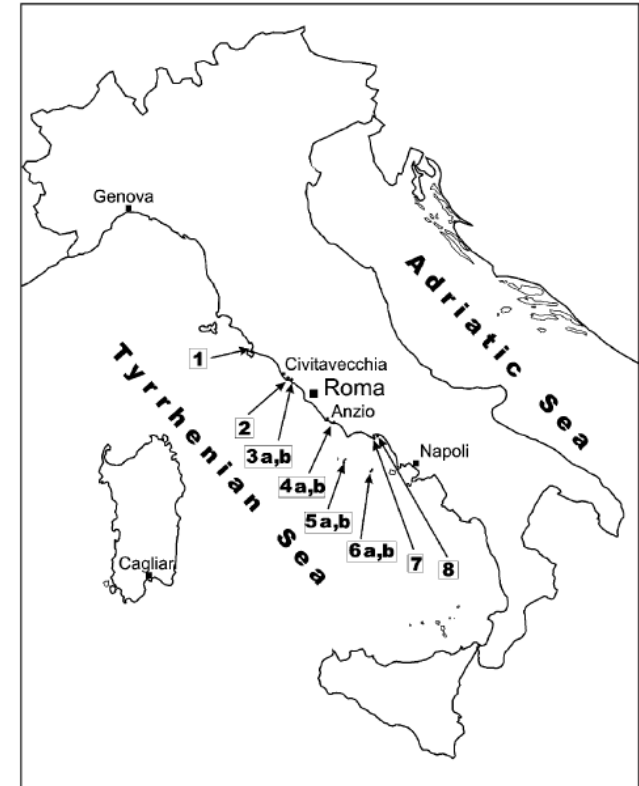 Genova
Adriatic Sea
Tyrrhenian Sea
1
Civitavecchia
Roma
2
Anzio
3a,b
Napoli
4a,b
5a,b
6a,b
7
8
Cagliari